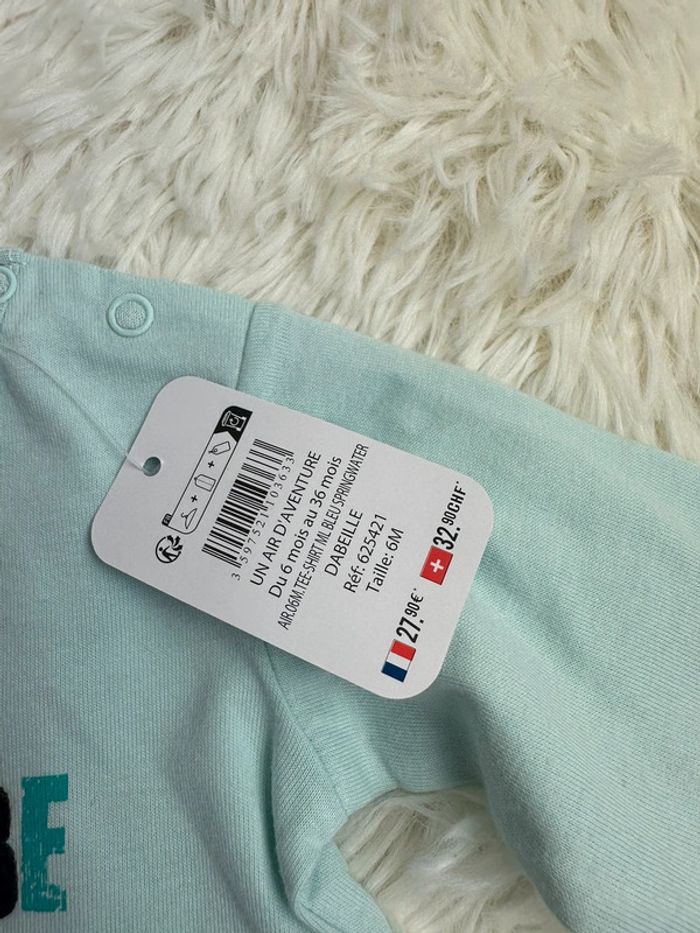 FR
3 597521 103633
UN AIR D'AVENTURE
Du 6 mois au 36 mois
AIR.06M.TEE-SHIRT ML BLEU SPRINGWATER
DABEILLE
Réf: 625421
Taille: 6M
27.90€*
32.90CHF*
E